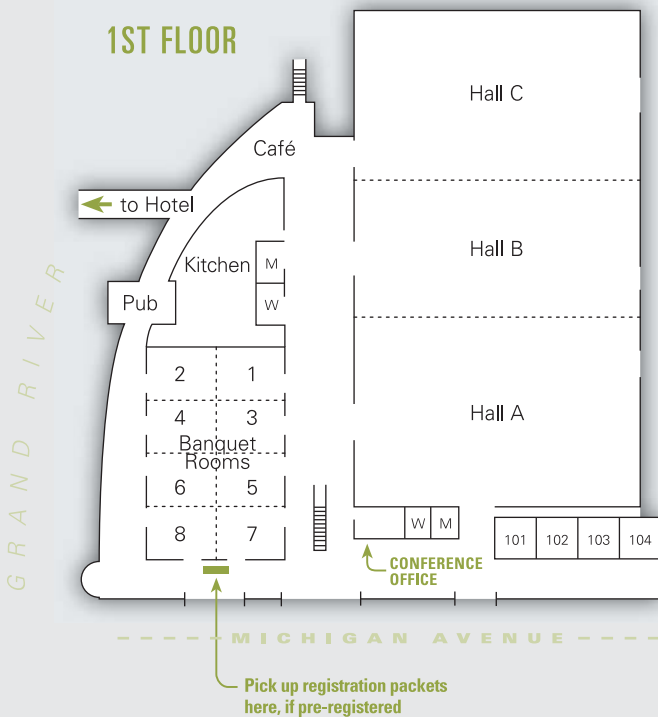 1ST FLOOR
Hall C
Café
to Hotel
Hall B
Kitchen
M
W
Pub
GRAND RIVER
2 1
4 3
Banquet
Rooms
6 5
8 7
Hall A
W M
101 102 103 104
CONFERENCE
OFFICE
MICHIGAN AVENUE
Pick up registration packets
here, if pre-registered